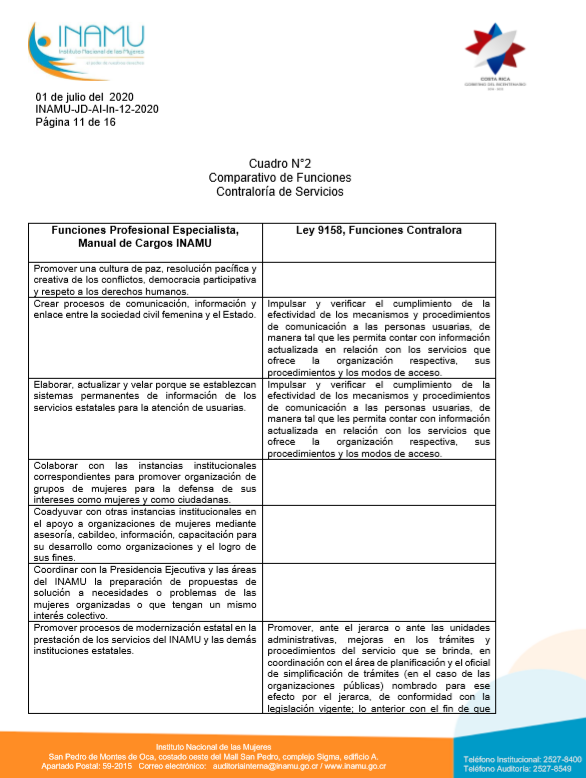 INAMU
Instituto Nacional de las Mujeres
COSTA RICA
GOBIERNO DEL BICENTENARIO
01 de julio del 2020
INAMU-JD-AI-In-12-2020
Página 11 de 16
Cuadro N°2
Comparativo de Funciones
Contraloría de Servicios
Funciones Profesional Especialista,
Manual de Cargos INAMU
Ley 9158, Funciones Contralora
Promover una cultura de paz, resolución pacífica y
creativa de los conflictos, democracia participativa
y respeto a los derechos humanos.
Crear procesos de comunicación, información y
enlace entre la sociedad civil femenina y el Estado.
Impulsar y verificar el cumplimiento de la
efectividad de los mecanismos y procedimientos
de comunicación a las personas usuarias, de
manera tal que les permita contar con información
actualizada en relación con los servicios que
ofrece la organización respectiva, sus
procedimientos y los modos de acceso.
Elaborar, actualizar y velar porque se establezcan
sistemas permanentes de información de los
servicios estatales para la atención de usuarias.
Impulsar y verificar el cumplimiento de la
efectividad de los mecanismos y procedimientos
de comunicación a las personas usuarias, de
manera tal que les permita contar con información
actualizada en relación con los servicios que
ofrece la organización respectiva, sus
procedimientos y los modos de acceso.
Colaborar con las instancias institucionales
correspondientes para promover organización de
grupos de mujeres para la defensa de sus
intereses como mujeres y como ciudadanas.
Coadyuvar con otras instancias institucionales en
el apoyo a organizaciones de mujeres mediante
asesoría, cabildeo, información, capacitación para
su desarrollo como organizaciones y el logro de
sus fines.
Coordinar con la Presidencia Ejecutiva y las áreas
del INAMU la preparación de propuestas de
solución a necesidades o problemas de las
mujeres organizadas o que tengan un mismo
interés colectivo.
Promover procesos de modernización estatal en la
prestación de los servicios del INAMU y las demás
instituciones estatales.
Promover, ante el jerarca o ante las unidades
administrativas, mejoras en los trámites y
procedimientos del servicio que se brinda, en
coordinación con el área de planificación y el oficial
de simplificación de trámites (en el caso de las
organizaciones públicas) nombrado para ese
efecto por el jerarca, de conformidad con la
legislación vigente; lo anterior con el fin de que
Instituto Nacional de las Mujeres
San Pedro de Montes de Oca, costado oeste del Mall San Pedro, complejo Sigma, edificio A.
Apartado Postal: 59-2015 Correo electrónico: auditoriainterna@inamu.go.cr / www.inamu.go.cr
Teléfono Institucional: 2527-8400
Teléfono Auditoría: 2527-8549